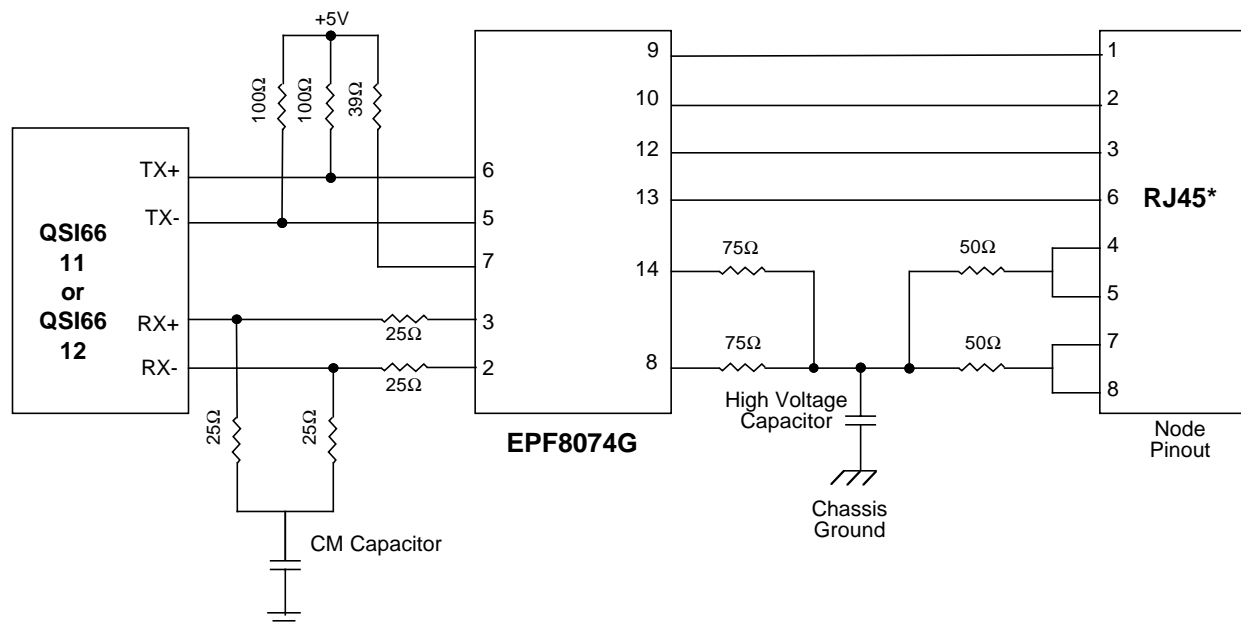 +5V
100Ω
100Ω
39Ω
TX+
TX-
QSI66
11
or
QSI66
12
RX+
RX-
25Ω
25Ω
25Ω
25Ω
CM Capacitor
6
5
7
3
2
9
10
12
13
14
8
EPF8074G
75Ω
75Ω
50Ω
50Ω
High Voltage
Capacitor
Chassis
Ground
1
2
3
6
4
5
7
8
RJ45*
Node
Pinout